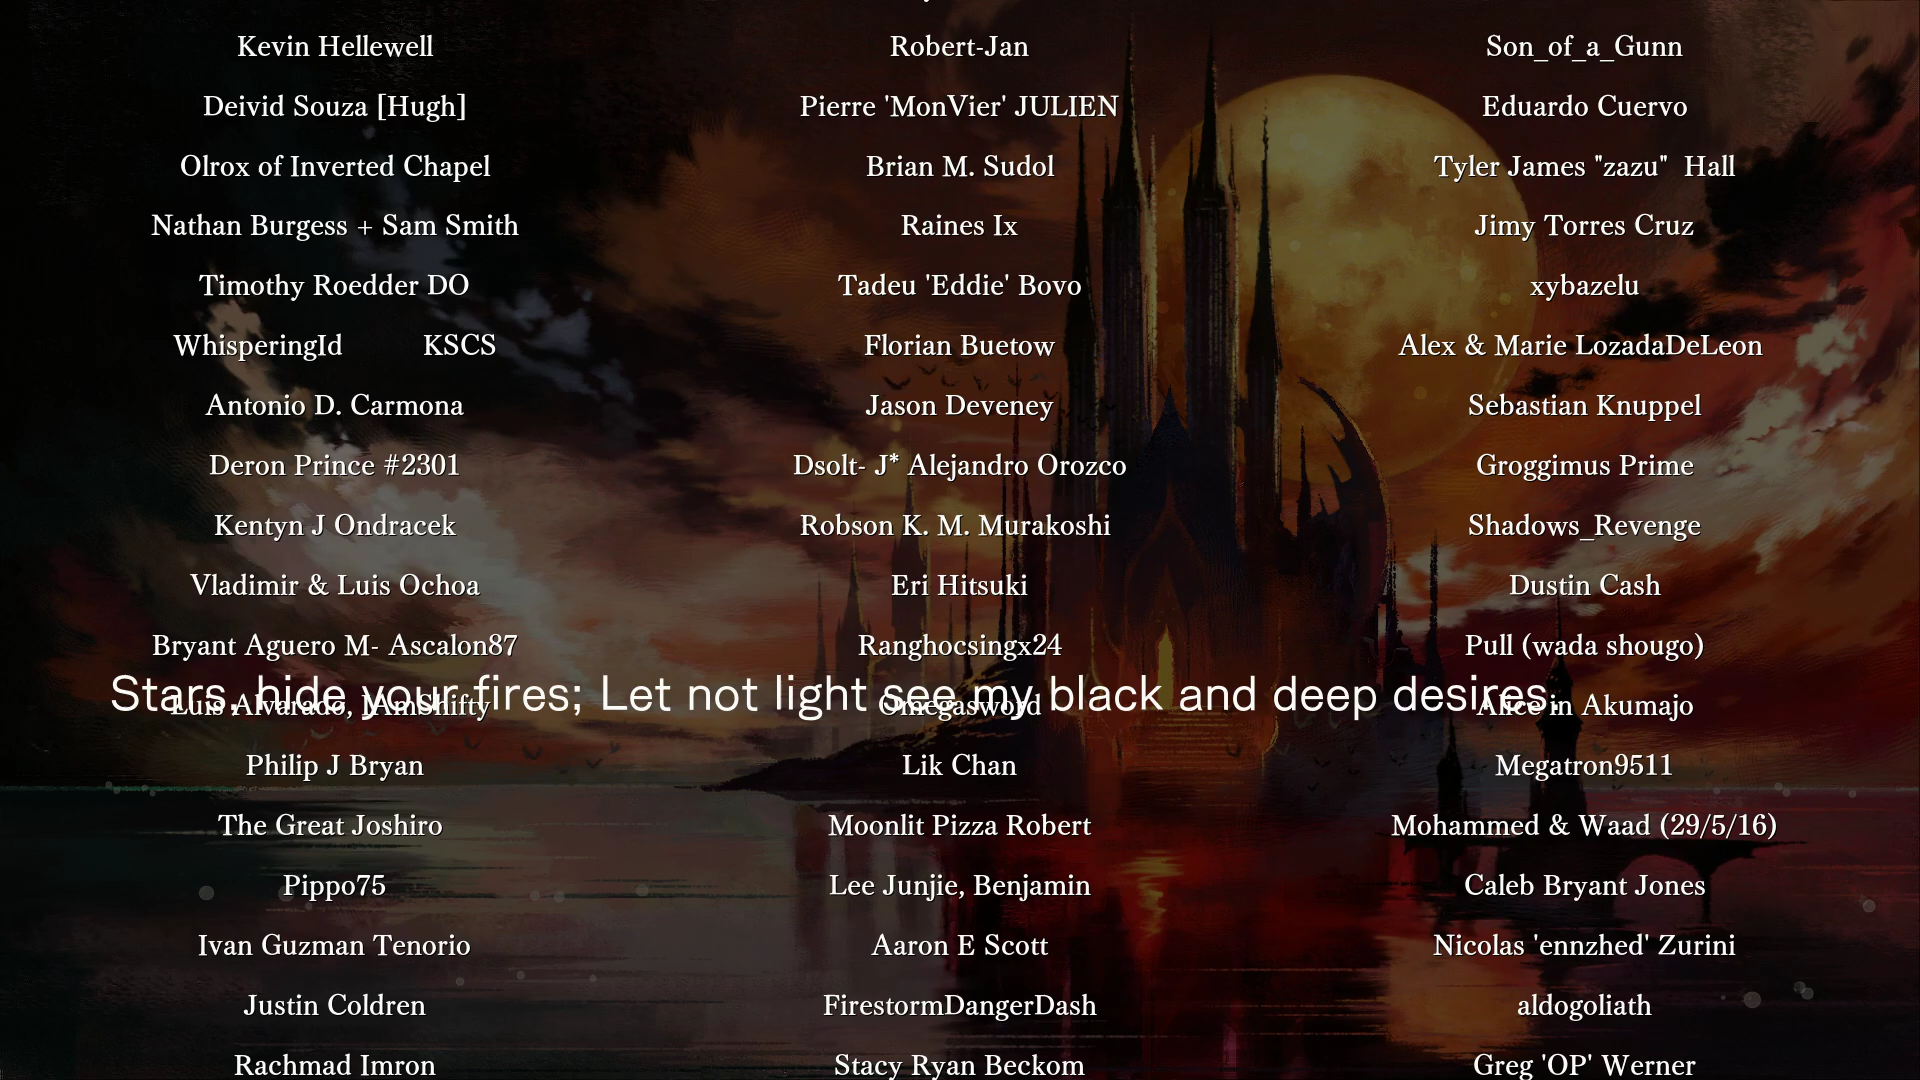 Kevin Hellewell
Deivid Souza [Hugh]
Olrox of Inverted Chapel
Nathan Burgess + Sam Smith
Timothy Roedder DO
WhisperingId KSCS
Antonio D. Carmona
Deron Prince #2301
Kentyn J Ondracek
Vladimir & Luis Ochoa
Bryant Aguero M- Ascalon87
Luis Alvarado, IAmShifty
Philip J Bryan
The Great Joshiro
Pippo75
Ivan Guzman Tenorio
Justin Coldren
Rachmad Imron
Robert-Jan
Pierre 'MonVier' JULIEN
Brian M. Sudol
Raines Ix
Tadeu 'Eddie' Bovo
Florian Buetow
Jason Deveney
Dsolt- J* Alejandro Orozco
Robson K. M. Murakoshi
Eri Hitsuki
Ranghocsingx24
Omegasword
Lik Chan
Moonlit Pizza Robert
Lee Junjie, Benjamin
Aaron E Scott
FirestormDangerDash
Stacy Ryan Beckom
Son_of_a_Gunn
Eduardo Cuervo
Tyler James "zazu"  Hall
Jimy Torres Cruz
xybazelu
Alex & Marie LozadaDeLeon
Sebastian Knuppel
Groggimus Prime
Shadows_Revenge
Dustin Cash
Pull (wada shougo)
Alice in Akumajo
Megatron9511
Mohammed & Waad (29/5/16)
Caleb Bryant Jones
Nicolas 'ennzhed' Zurini
aldogoliath
Greg 'OP' Werner
Stars, hide your fires; Let not light see my black and deep desires.